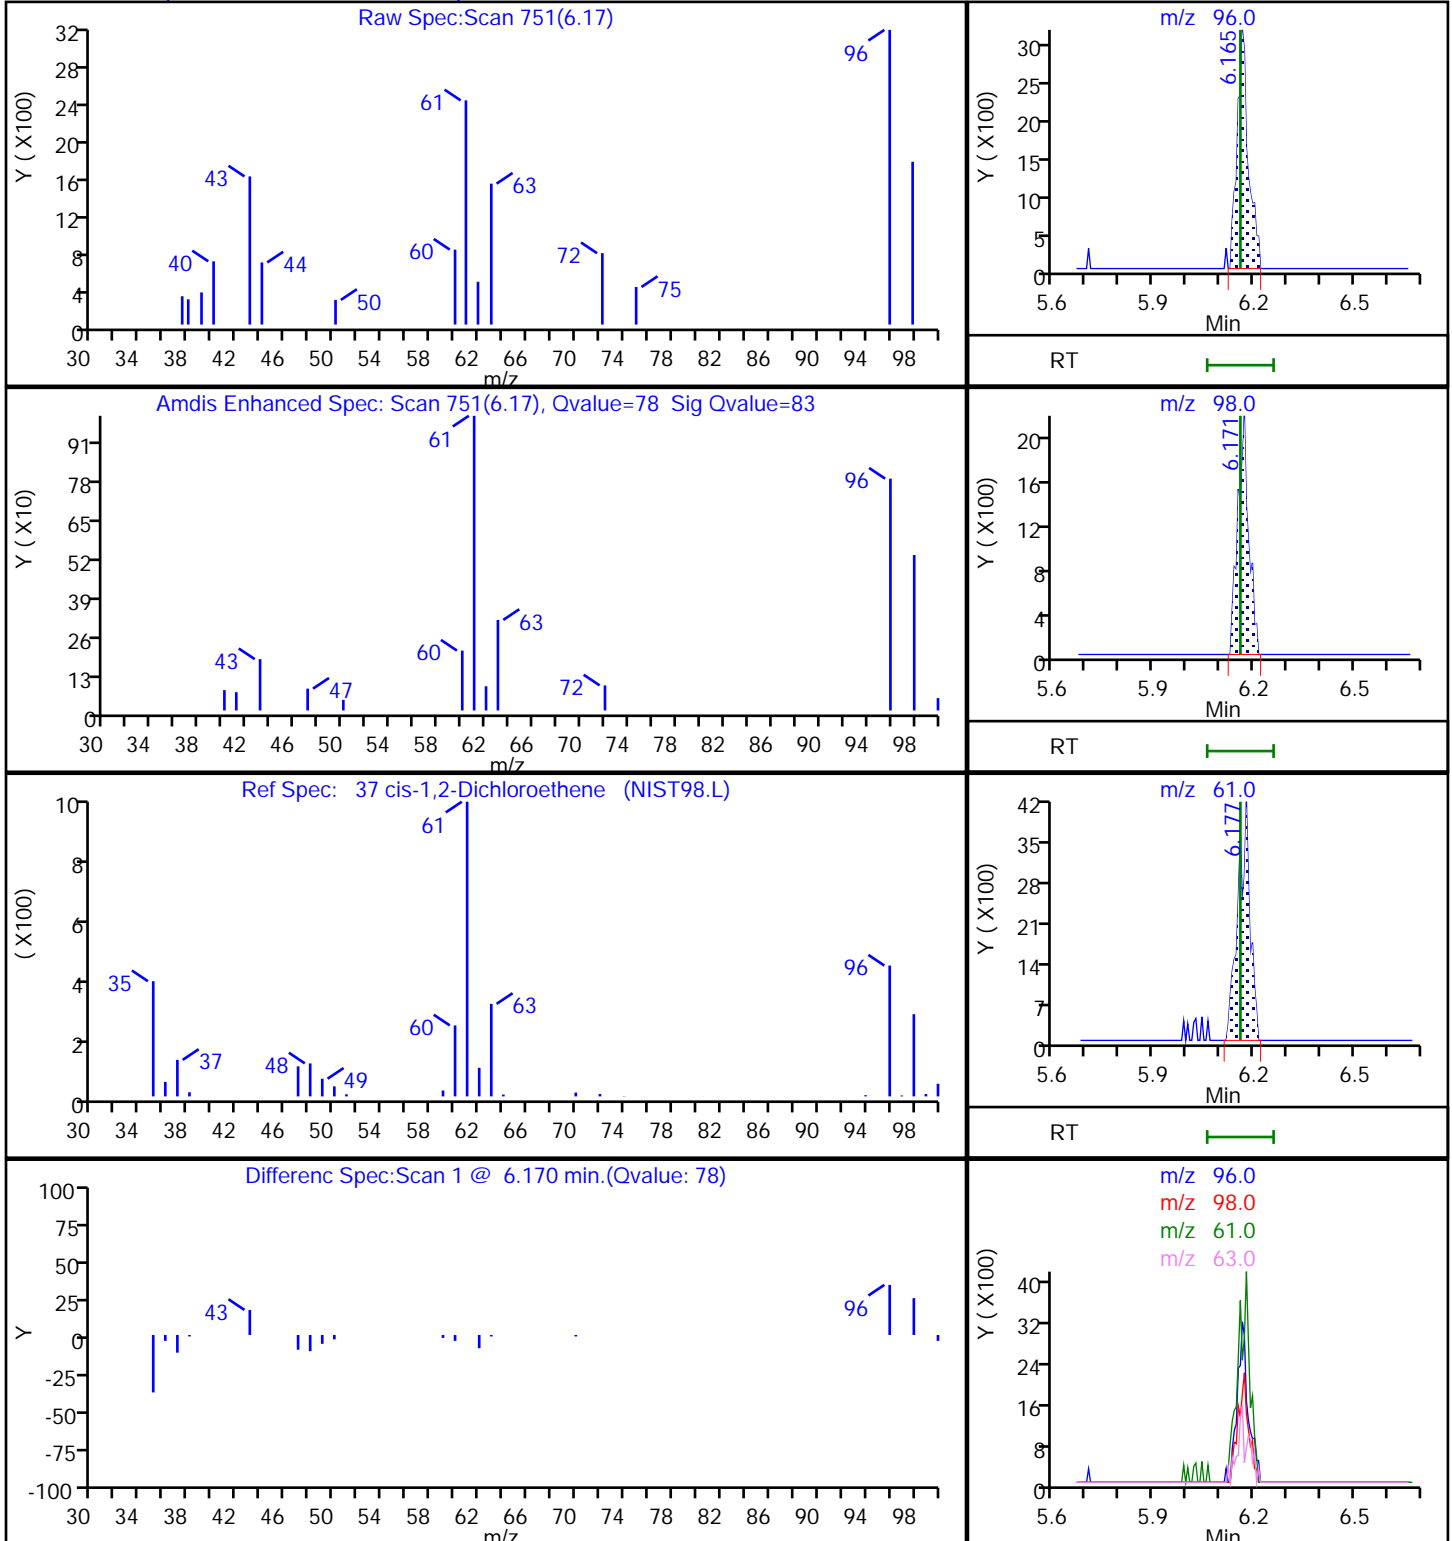 Raw Spec:Scan 751(6.17)
Y ( X100)
32
28
24
20
16
12
8
4
0
96
61
43
63
60
40
44
72
75
50
30 34 38 42 46 50 54 58 62 66 70 74 78 82 86 90 94 98
m/z
m/z 96.0
Y ( X100)
30
25
20
15
10
5
0
6.165
5.6 5.9 6.2 6.5
Min
RT
Amdis Enhanced Spec: Scan 751(6.17), Qvalue=78 Sig Qvalue=83
Y ( X10)
91
78
65
52
39
26
13
0
61
96
63
60
43
47
72
30 34 38 42 46 50 54 58 62 66 70 74 78 82 86 90 94 98
m/z
m/z 98.0
Y ( X100)
20
16
12
8
4
0
6.171
5.6 5.9 6.2 6.5
Min
RT
Ref Spec: 37 cis-1,2-Dichloroethene (NIST98.L)
( X100)
10
8
6
4
2
0
61
35
96
63
60
37
48
49
30 34 38 42 46 50 54 58 62 66 70 74 78 82 86 90 94 98
m/z 61.0
Y ( X100)
42
35
28
21
14
7
0
6.177
5.6 5.9 6.2 6.5
Min
RT
Differenc Spec:Scan 1 @ 6.170 min.(Qvalue: 78)
Y
100
75
50
25
0
-25
-50
-75
-100
43
96
30 34 38 42 46 50 54 58 62 66 70 74 78 82 86 90 94 98
m/z
m/z 96.0
m/z 98.0
m/z 61.0
m/z 63.0
Y ( X100)
40
32
24
16
8
0
5.6 5.9 6.2 6.5
Min